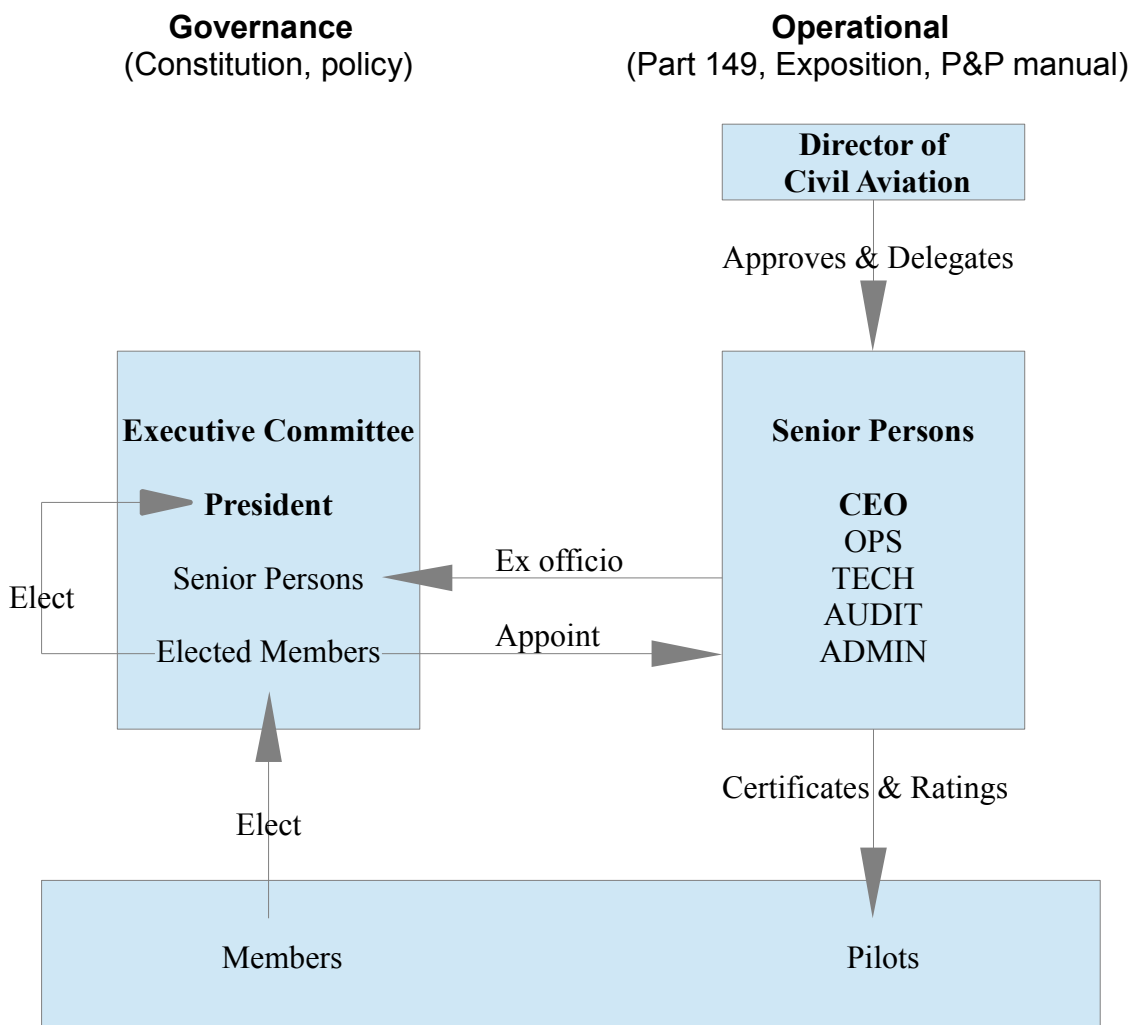 Governance
(Constitution, policy)
Operational
(Part 149, Exposition, P&P manual)
Director of
Civil Aviation
Approves & Delegates
Executive Committee
President
Senior Persons
Elected Members
Elect
Ex officio
Appoint
Senior Persons
CEO
OPS
TECH
AUDIT
ADMIN
Elect
Certificates & Ratings
Members
Pilots